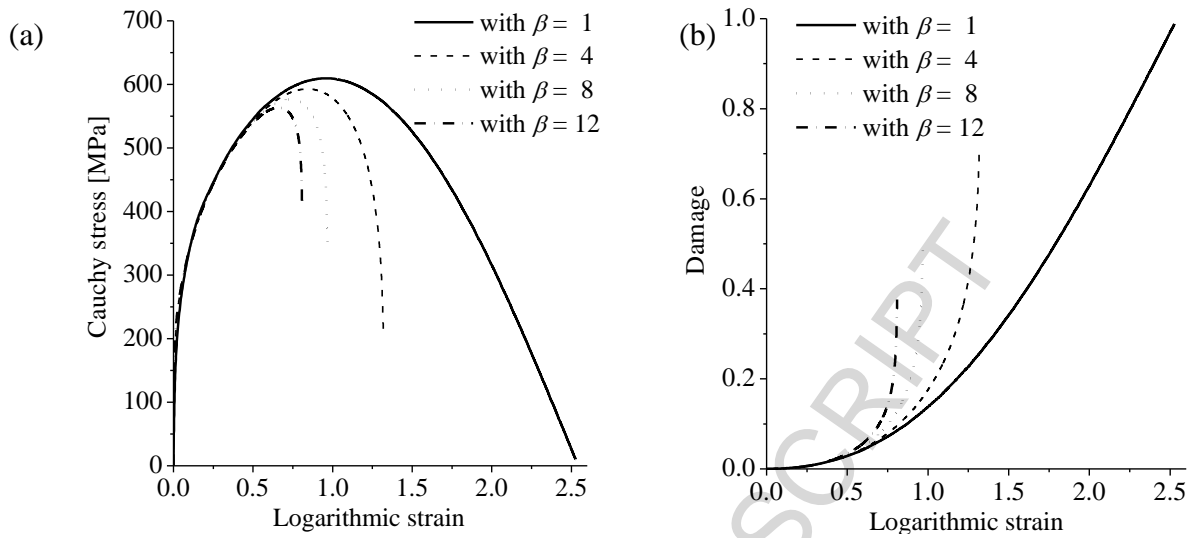 (a)
700
600
500
400
300
200
100
0
Cauchy stress [MPa]
0.0 0.5 1.0 1.5 2.0 2.5
Logarithmic strain
with β = 1
with β = 4
with β = 8
with β = 12
(b)
1.0
0.8
0.6
0.4
0.2
0.0
Damage
0.0 0.5 1.0 1.5 2.0 2.5
Logarithmic strain
with β = 1
with β = 4
with β = 8
with β = 12
SCRIPT